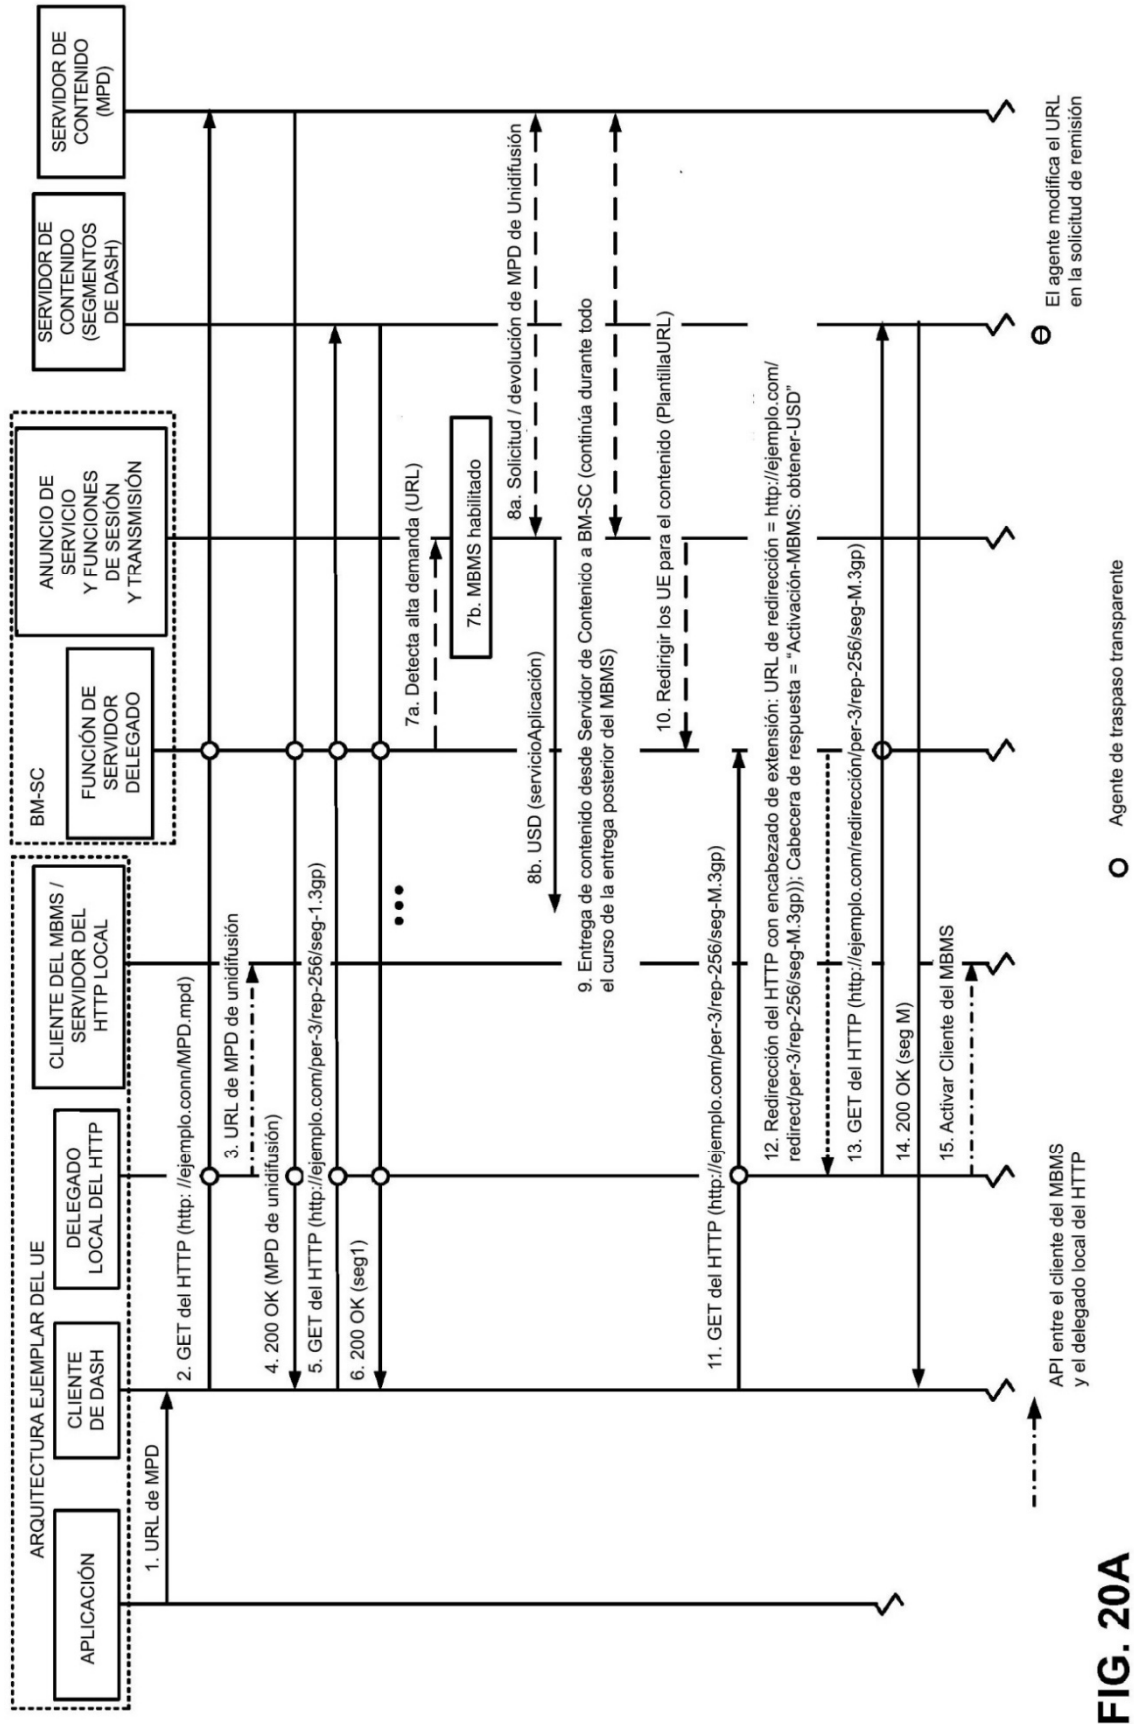 ARQUITECTURA EJEMPLAR DEL UE
BM-SC
APLICACIÓN
CLIENTE
DE DASH
DELEGADO
LOCAL DEL HTTP
CLIENTE DEL MBMS /
SERVIDOR DEL
HTTP LOCAL
FUNCIÓN DE
SERVIDOR
DELEGADO
ANUNCIO DE
SERVICIO
Y FUNCIONES
DE SESIÓN
Y TRANSMISIÓN
SERVIDOR DE
CONTENIDO
(SEGMENTOS
DE DASH)
SERVIDOR DE
CONTENIDO
(MPD)
1. URL de MPD
2. GET del HTTP (http: //ejemplo.conn/MPD.mpd)
3. URL de MPD de unidifusión
4. 200 OK (MPD de unidifusión)
5. GET del HTTP (http://ejemplo.com/per-3/rep-256/seg-1.3gp)
6. 200 OK (seg1)
7a. Detecta alta demanda (URL)
7b. MBMS habilitado
8a. Solicitud / devolución de MPD de Unidifusión
8b. USD (servicioAplicación)
9. Entrega de contenido desde Servidor de Contenido a BM-SC (continúa durante todo
el curso de la entrega posterior del MBMS)
10. Redirigir los UE para el contenido (PlantillaURL)
11. GET del HTTP (http://ejemplo.com/per-3/rep-256/seg-M.3gp)
12. Redirección del HTTP con encabezado de extensión: URL de redirección = http://ejemplo.com/
redirect/per-3/rep-256/seg-M.3gp)); Cabecera de respuesta = “Activación-MBMS: obtener-USD”
13. GET del HTTP (http://ejemplo.com/redirección/per-3/rep-256/seg-M.3gp)
14. 200 OK (seg M)
15. Activar Cliente del MBMS
API entre el cliente del MBMS
y el delegado local del HTTP
Agente de traspaso transparente
El agente modifica el URL
en la solicitud de remisión
FIG. 20A